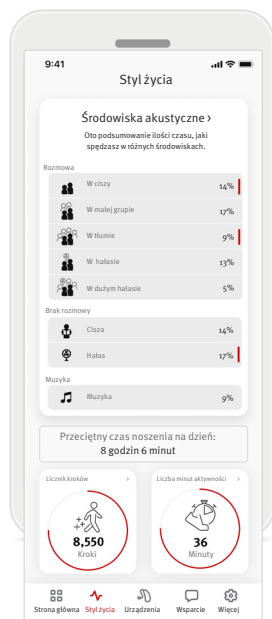 9:41
Styl życia
Środowiska akustyczne ›
Oto podsumowanie ilości czasu, jaki
spędzasz w różnych środowiskach.
Rozmowa
W ciszy 14%
W małej grupie 17%
W tłumie 9%
W hałasie 13%
W dużym hałasie 5%
Brak rozmowy
Cisza 14%
Hałas 17%
Muzyka
Muzyka 9%
Przeciętny czas noszenia na dzień:
8 godzin 6 minut
Licznik kroków › Liczba minut aktywności ›
8,550 36
Kroki Minuty
Strona główna Styl życia Urządzenia Wsparcie Więcej